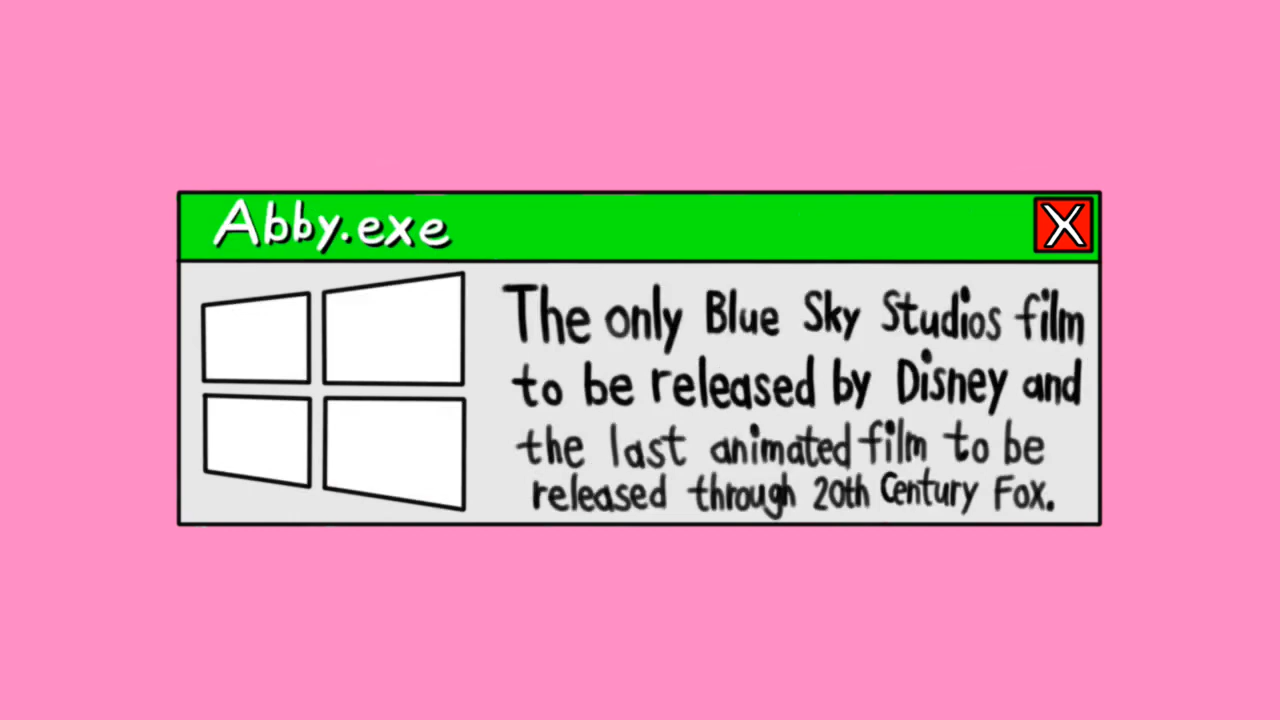 Abby.exe
X
The only Blue Sky Studios film
to be released by Disney and
the last animated film to be
released through 20th Century Fox.